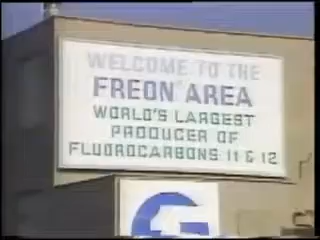 WELCOME TO THE
FREON AREA
WORLD'S LARGEST
PRODUCER OF
FLUOROCARBONS 11 & 12